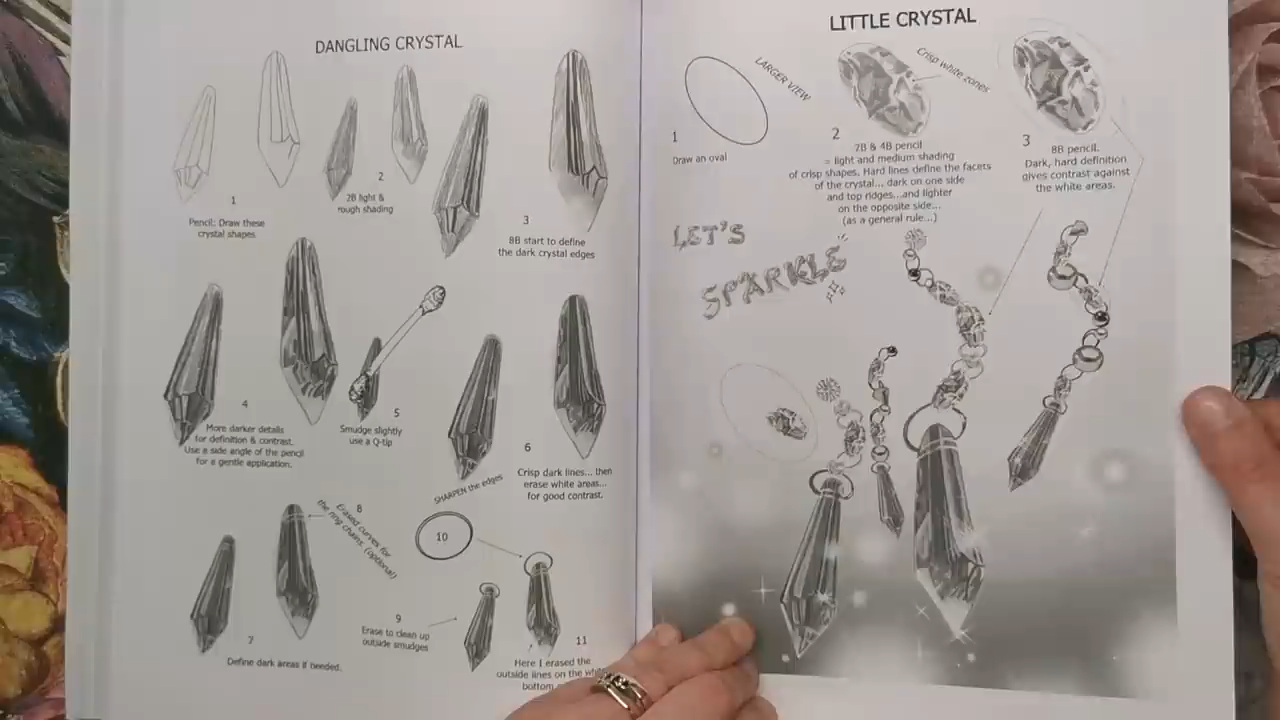 DANGLING CRYSTAL
1
Pencil: Draw these
crystal shapes.
2
2B light &
rough shading
3
8B start to define
the dark crystal edges
4
More darker details
for definition & contrast.
Use a side angle of the pencil
for a gentle application.
5
Smudge slightly
use a Q-tip
SHARPEN the edges
6
Crisp dark lines... then
erase white areas...
for good contrast.
7
Define dark areas if needed.
8
Erased curves for
the ring chains. (optional)
9
Erase to clean up
outside smudges
10
11
Here I erased the
outside lines on the
bottom
LITTLE CRYSTAL
1
Draw an oval
LARGER VIEW
2
2B & 4B pencil
= light and medium shading
of crisp shapes. Hard lines define the facets
of the crystal... dark on one side
and top ridges...and lighter
on the opposite side...
(as a general rule...)
Crisp white zones
3
8B pencil.
Dark, hard definition
gives contrast against
the white areas.
LET'S
SPARKLE